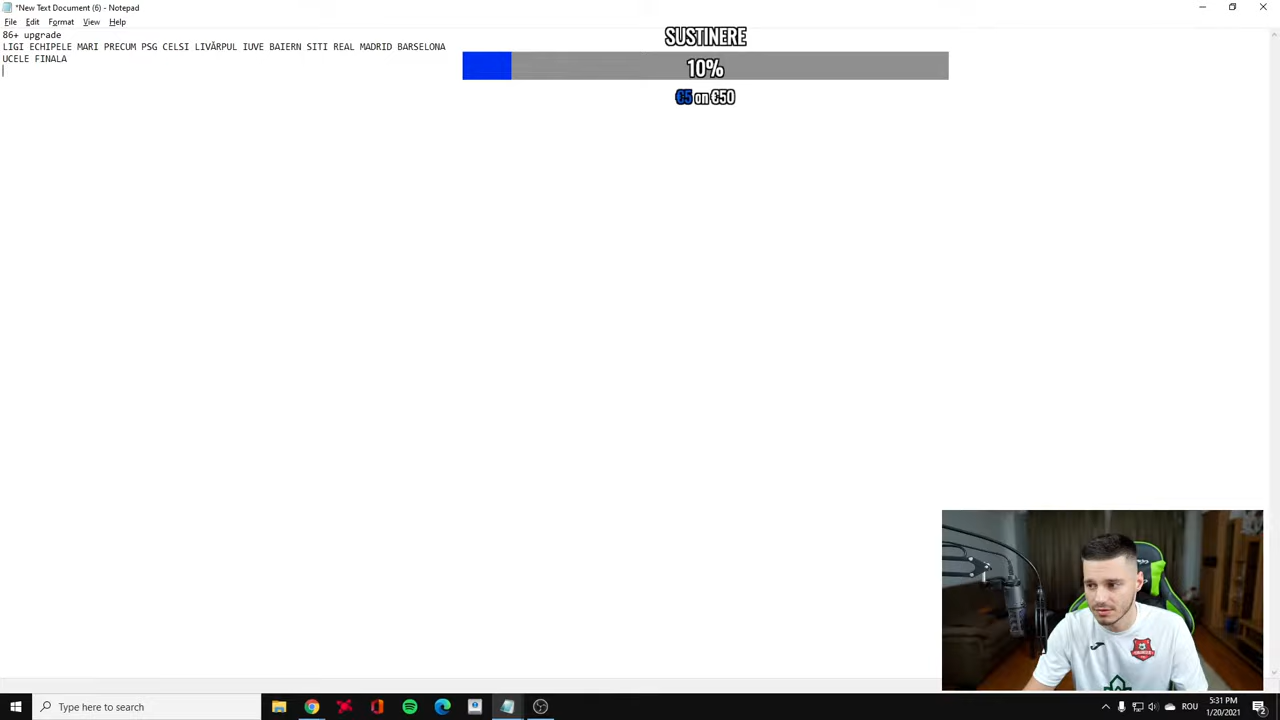 *New Text Document (6) - Notepad
File Edit Format View Help
86+ upgrade
LIGI ECHIPELE MARI PRECUM PSG CELSI LIVĂRPUL IUVE BAIERN SITI REAL MADRID BARSELONA
UCELE FINALA
SUSTINERE
10%
€5 on €50
Type here to search
ROU
5:31 PM
1/20/2021
2